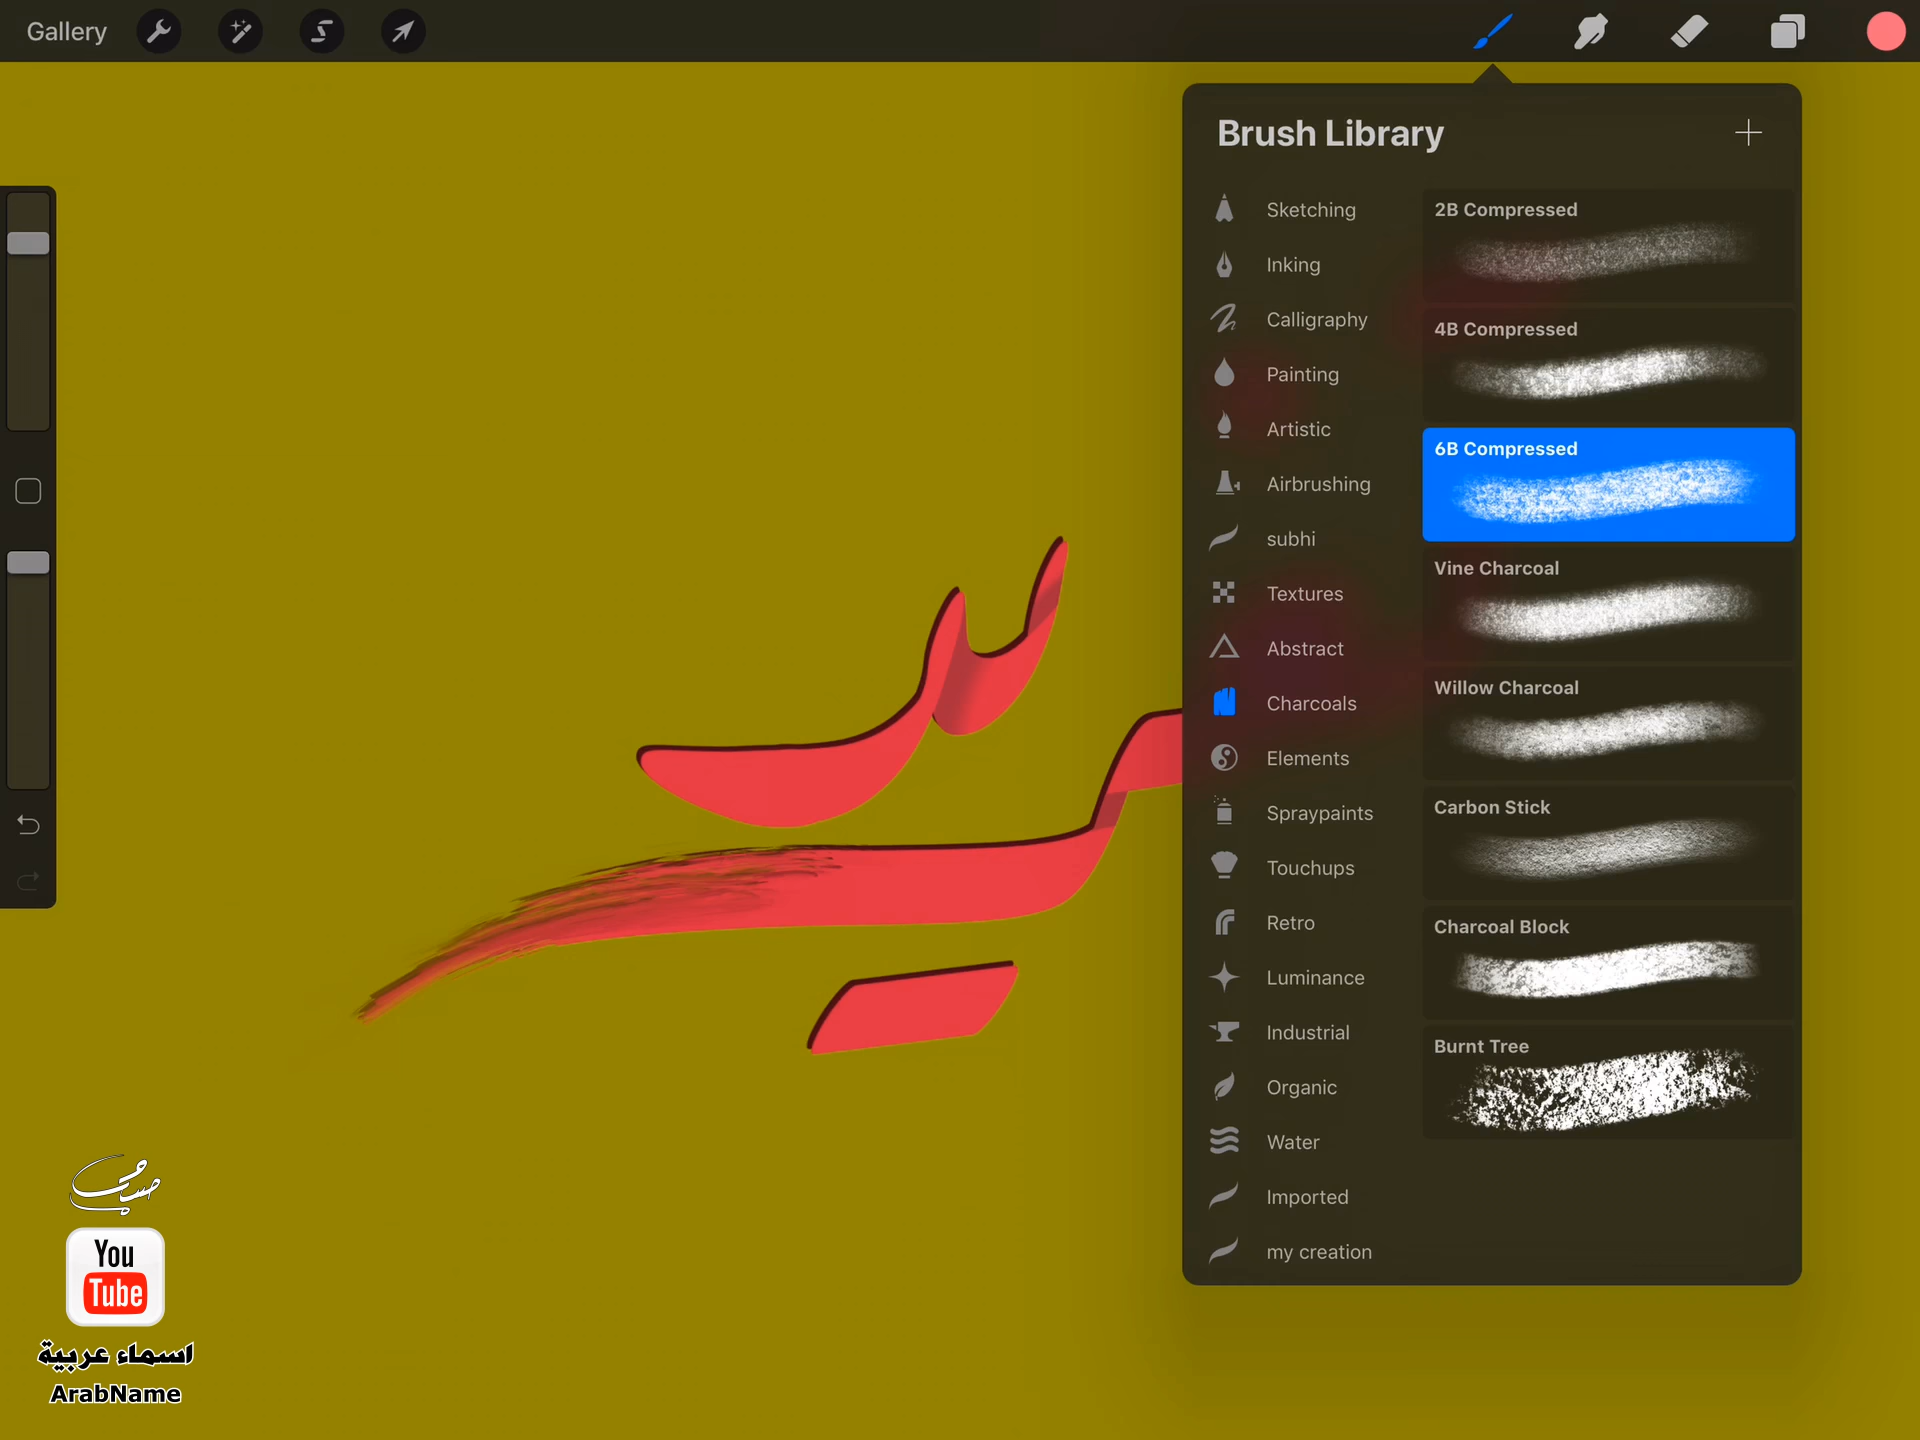 Gallery
Brush Library
Sketching
Inking
Calligraphy
Painting
Artistic
Airbrushing
subhi
Textures
Abstract
Charcoals
Elements
Spraypaints
Touchups
Retro
Luminance
Industrial
Organic
Water
Imported
my creation
2B Compressed
4B Compressed
6B Compressed
Vine Charcoal
Willow Charcoal
Carbon Stick
Charcoal Block
Burnt Tree
You
Tube
اسماء عربية
ArabName